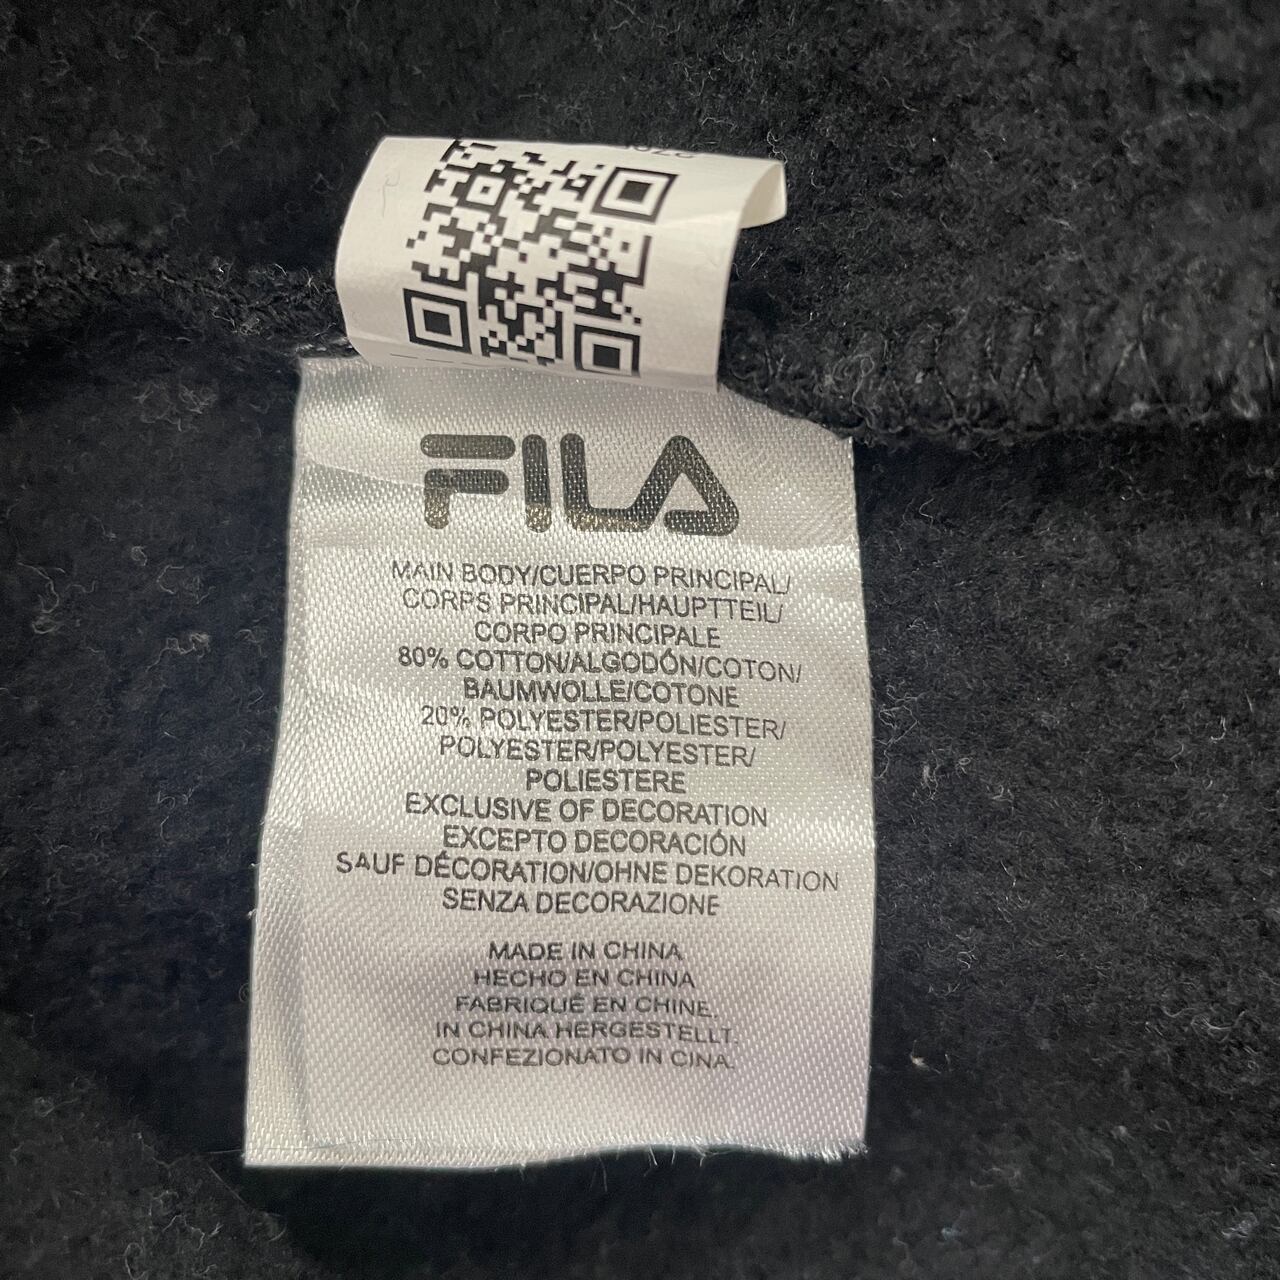 FILA
MAIN BODY/CUERPO PRINCIPAL/
CORPS PRINCIPAL/HAUPTTEIL/
CORPO PRINCIPALE
80% COTTON/ALGODÓN/COTON/
BAUMWOLLE/COTONE
20% POLYESTER/POLIESTER/
POLYESTER/POLYESTER/
POLIESTERE
EXCLUSIVE OF DECORATION
EXCEPTO DECORACIÓN
SAUF DÉCORATION/OHNE DEKORATION
SENZA DECORAZIONE
MADE IN CHINA
HECHO EN CHINA
FABRIQUÉ EN CHINE.
IN CHINA HERGESTELLT.
CONFEZIONATO IN CINA.